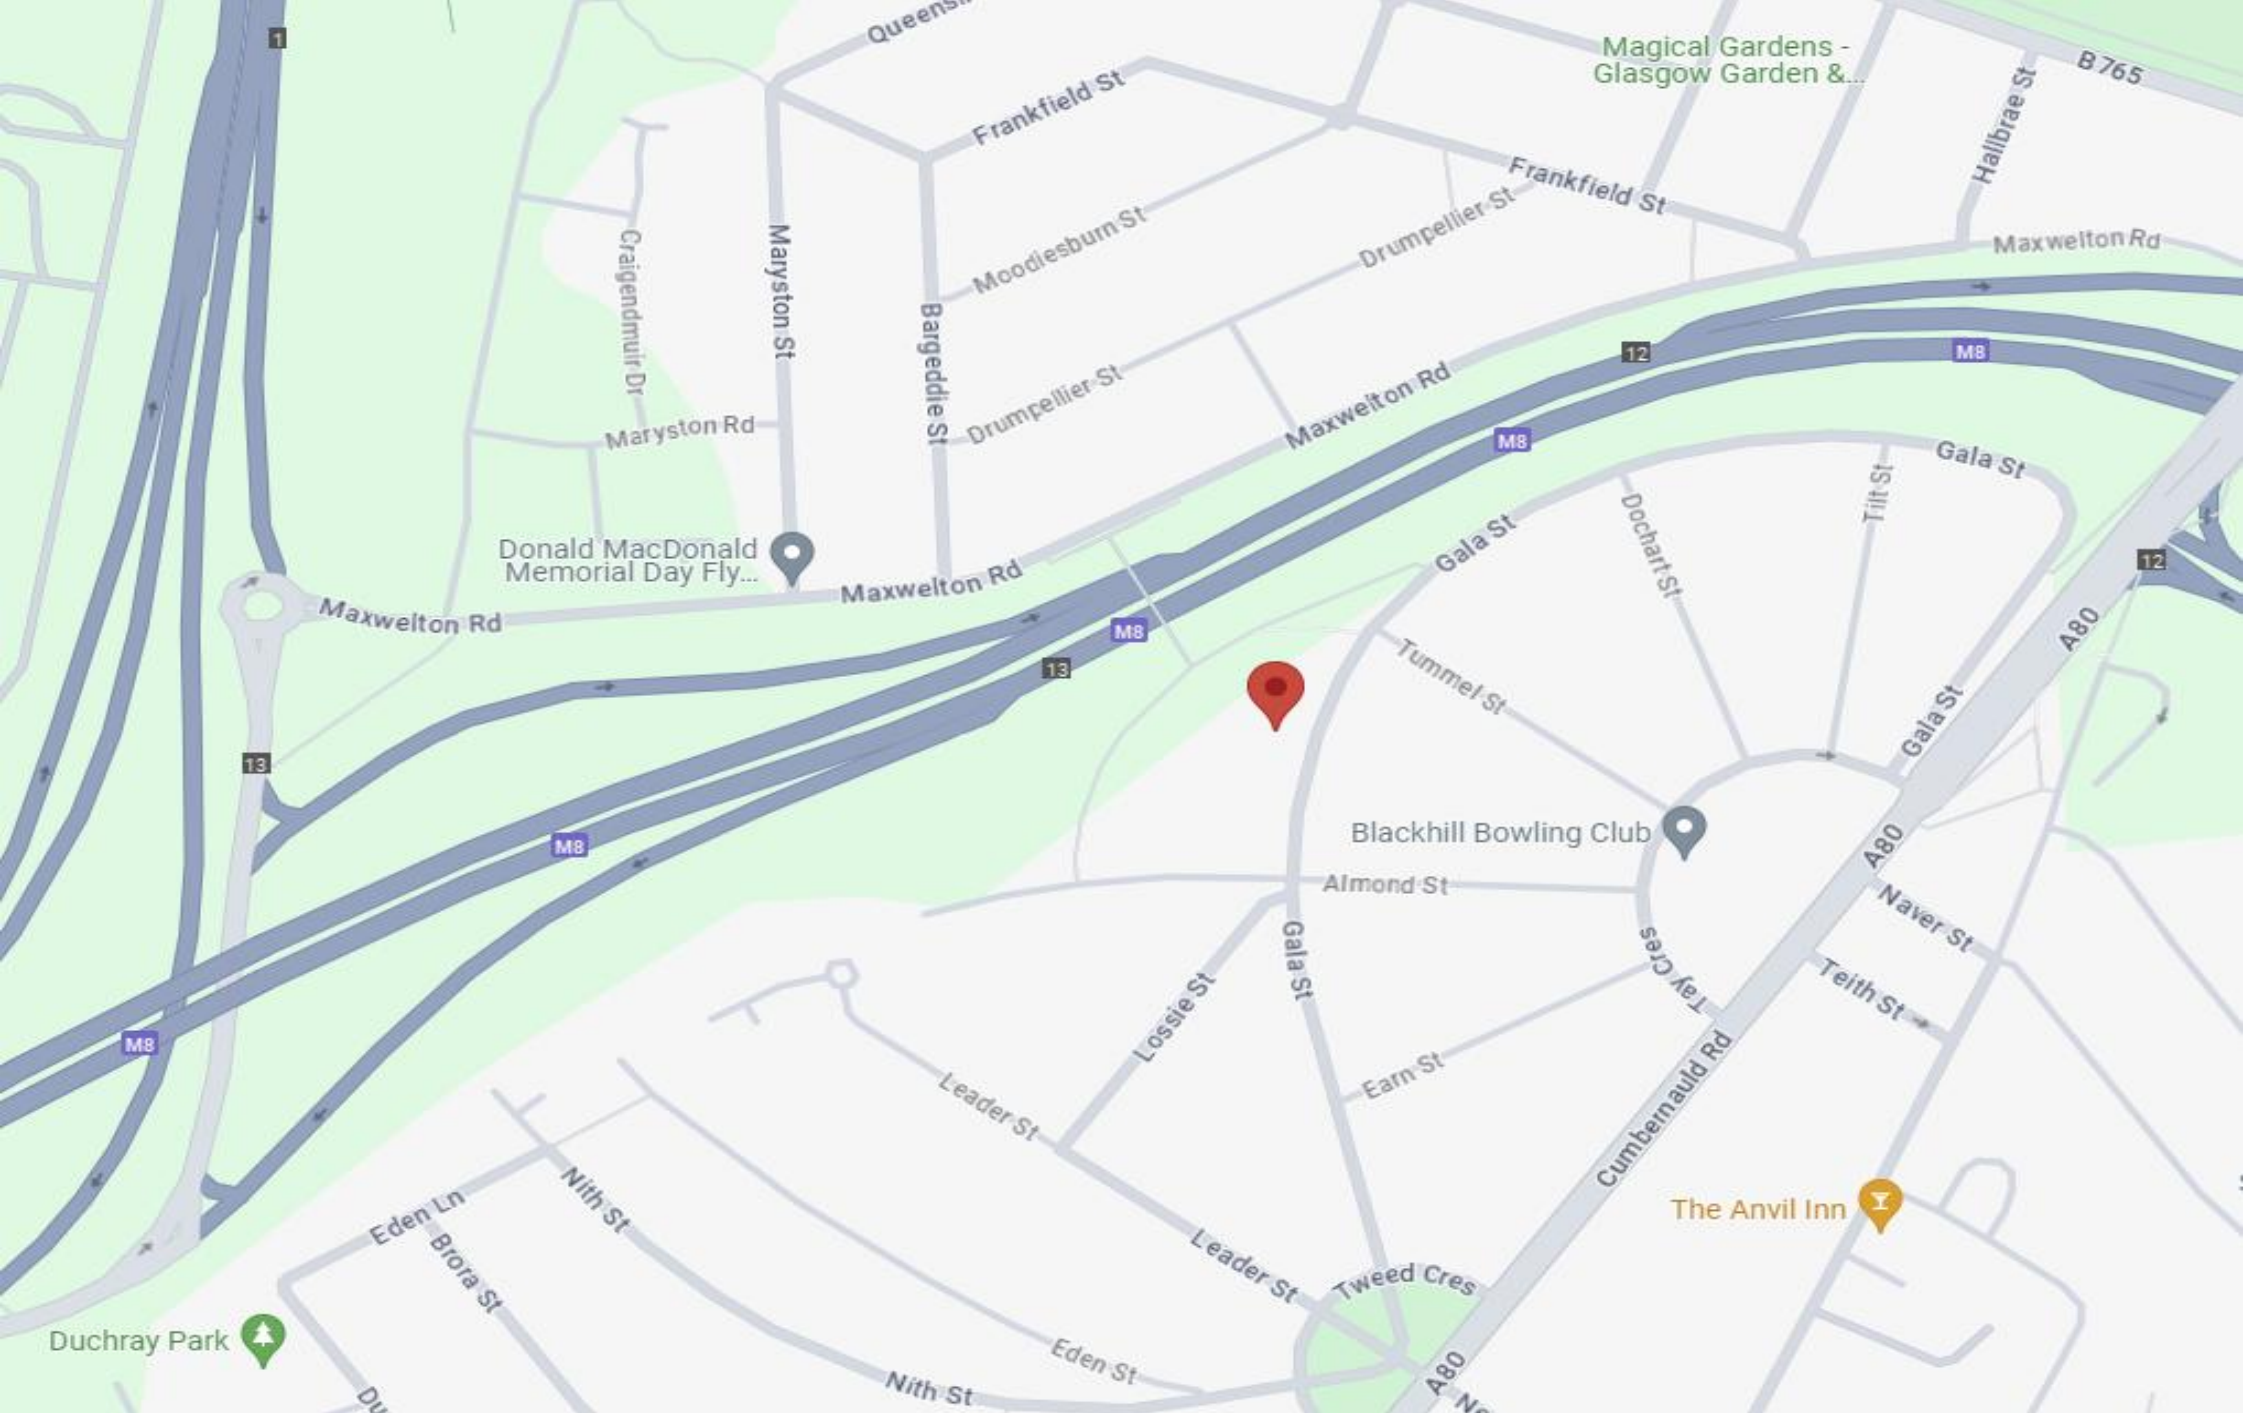 1
Queens
Magical Gardens -
Glasgow Garden &...
B765
Frankfield St
Hallbrae St
Frankfield St
Moodiesburn St
Drumpellier St
Maxwelton Rd
Craigendmuir Dr
Maryston St
Bargeddie St
12
M8
Drumpellier St
Maxwelton Rd
Maryston Rd
M8
Gala St
Tilt St
Dochart St
Gala St
Donald MacDonald
Memorial Day Fly...
Maxwelton Rd
12
Maxwelton Rd
M8
A80
13
Tummel St
Gala St
13
M8
Blackhill Bowling Club
A80
Almond St
Naver St
Gala St
Tay Cres
Teith St
Lossie St
M8
Earn St
Leader St
Cumbernauld Rd
Nith St
Eden Ln
The Anvil Inn
Brora St
Leader St
Tweed Cres
Duchray Park
Eden St
A80
Nith St
Du
Ne